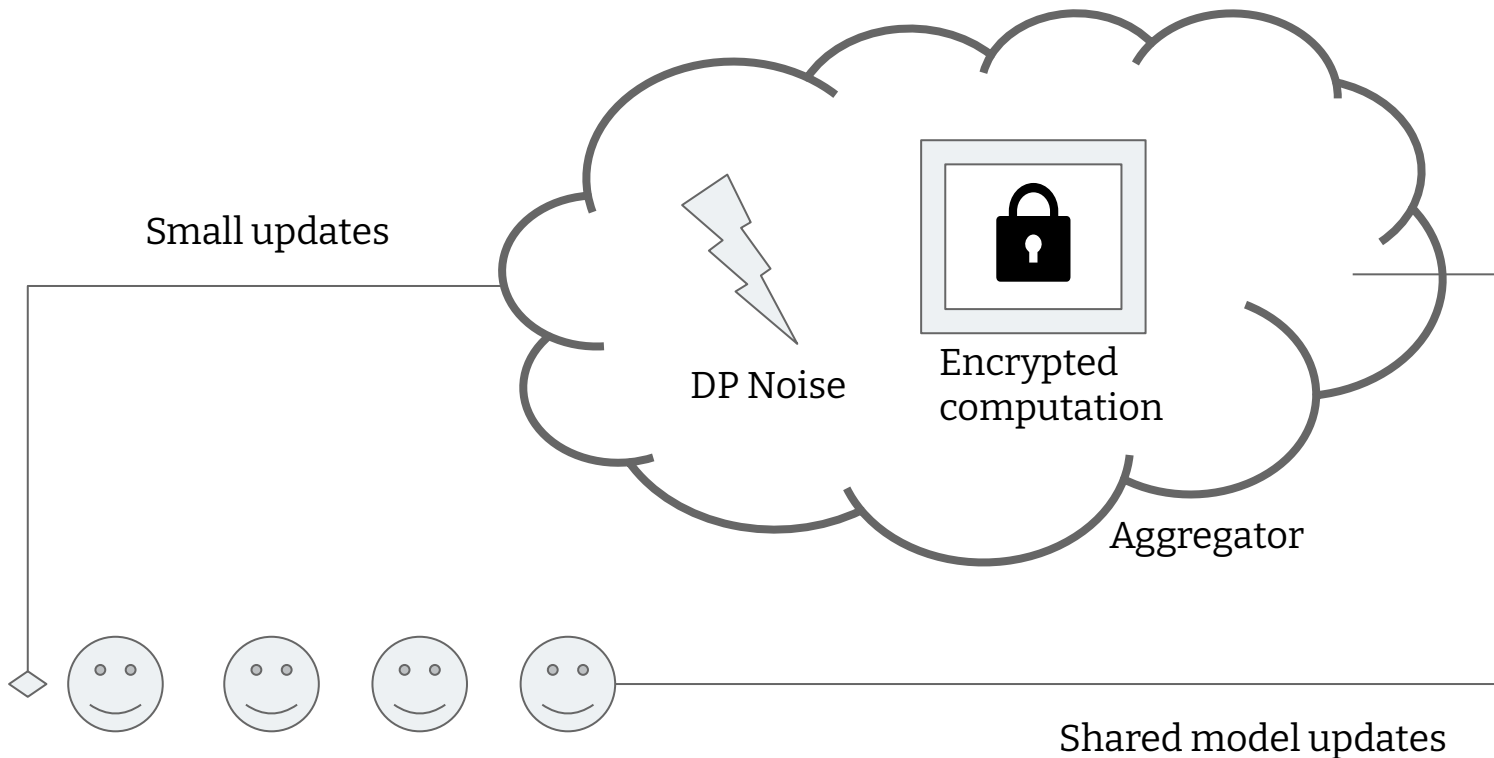 Small updates
DP Noise
Encrypted
computation
Aggregator
Shared model updates